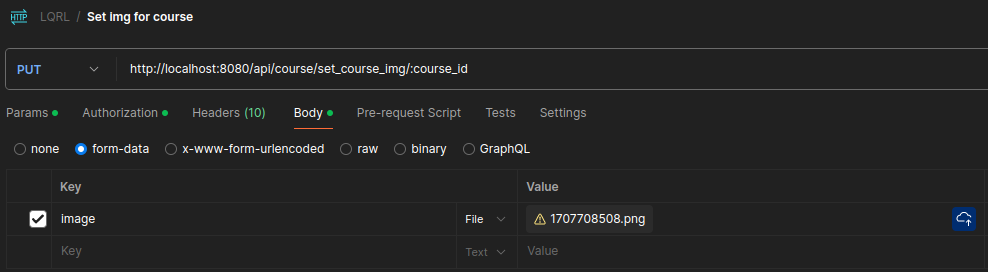 HTTP LQRL / Set img for course
PUT http://localhost:8080/api/course/set_course_img/:course_id
Params Authorization Headers (10) Body Pre-request Script Tests Settings
none form-data x-www-form-urlencoded raw binary GraphQL
Key Value
image File 1707708508.png
Key Text Value